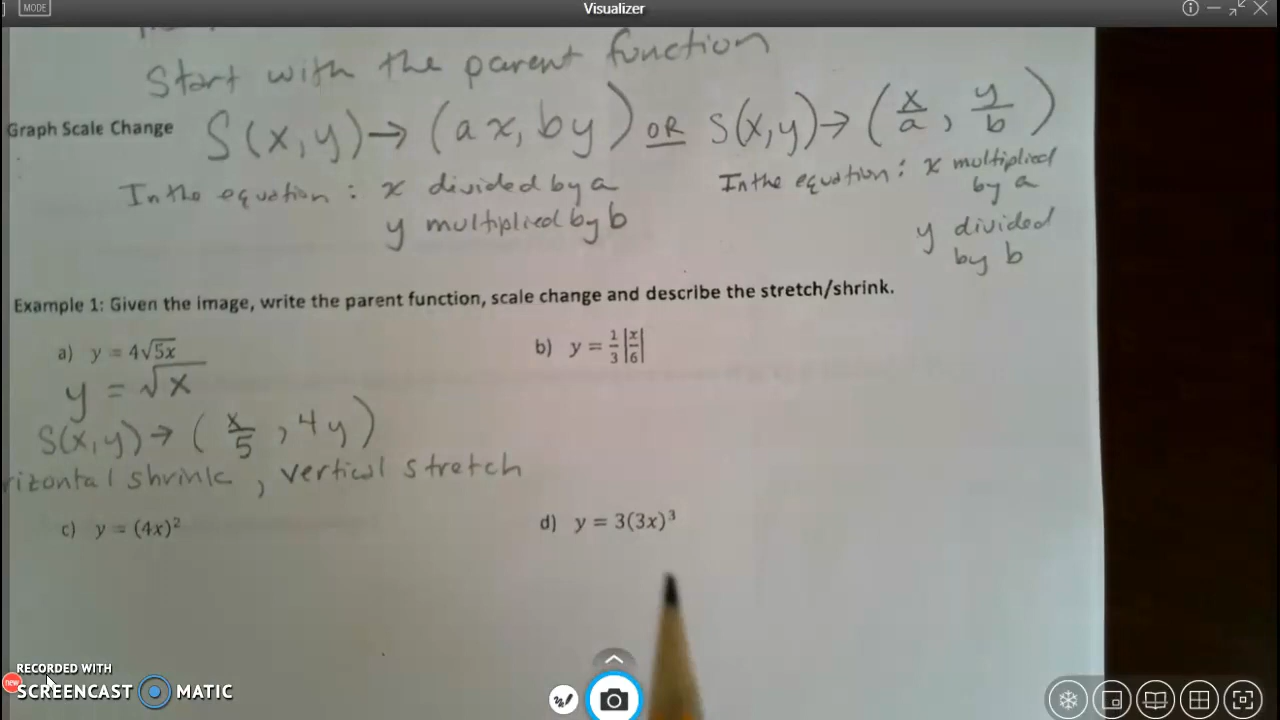 MODE
Visualizer
Start with the parent function
Graph Scale Change S(x,y)→(ax, by) OR S(x,y)→(x/a, y/b)
In the equation : x divided by a
y multiplied by b
In the equation : x multiplied
by a
y divided
by b
Example 1: Given the image, write the parent function, scale change and describe the stretch/shrink.
a) y = 4√5x
b) y = 1/3|x/6|
y = √x
S(x,y)→(x/5, 4y)
rizontal shrink, vertical stretch
c) y = (4x)²
d) y = 3(3x)³
RECORDED WITH
new
SCREENCAST MATIC